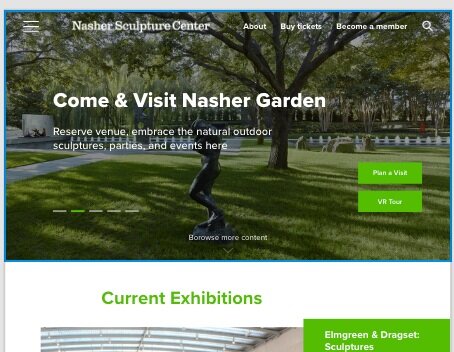 Nasher Sculpture Center
About
Buy tickets
Become a member
Come & Visit Nasher Garden
Reserve venue, embrace the natural outdoor
sculptures, parties, and events here
Plan a Visit
VR Tour
Borowse more content
Current Exhibitions
Elmgreen & Dragset:
Sculptures